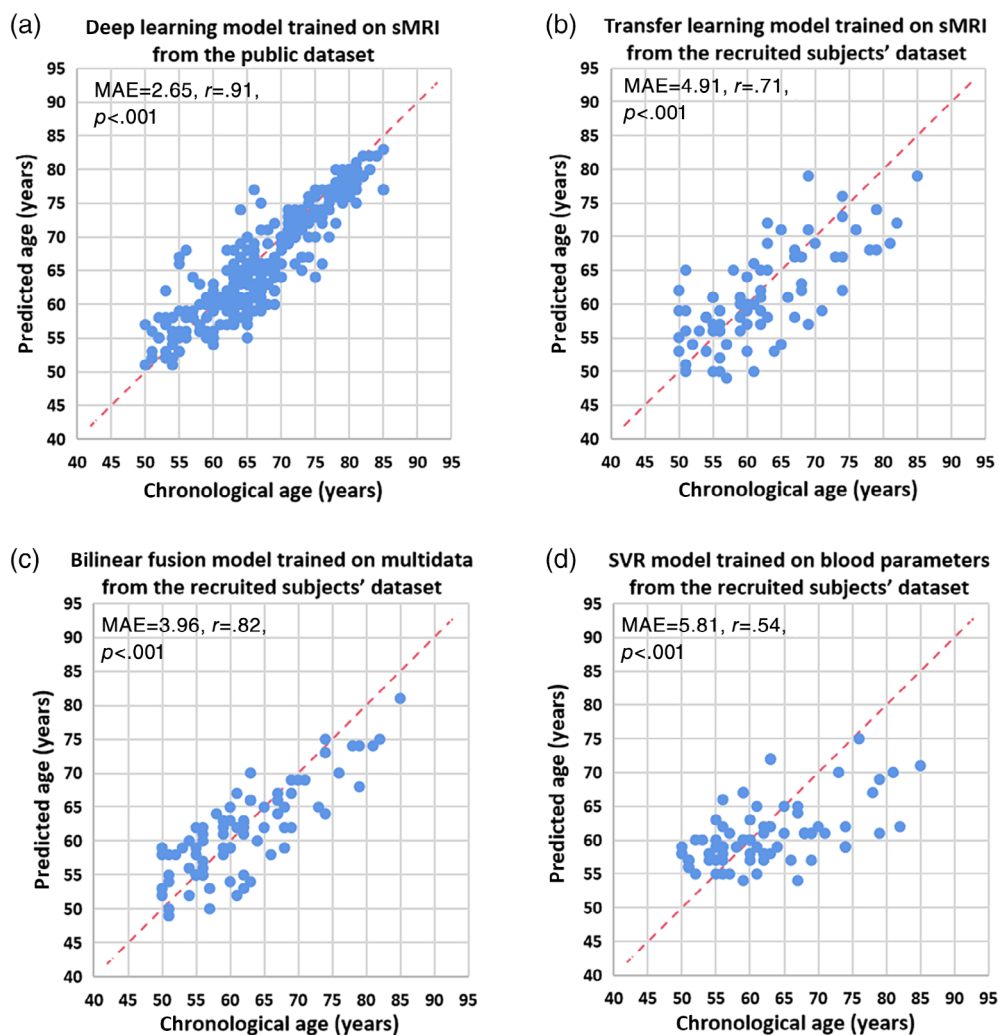 (a)
Deep learning model trained on sMRI
from the public dataset
MAE=2.65, r=.91,
p<.001
Predicted age (years)
95
90
85
80
75
70
65
60
55
50
45
40
40 45 50 55 60 65 70 75 80 85 90 95
Chronological age (years)
(b)
Transfer learning model trained on sMRI
from the recruited subjects’ dataset
MAE=4.91, r=.71,
p<.001
Predicted age (years)
95
90
85
80
75
70
65
60
55
50
45
40
40 45 50 55 60 65 70 75 80 85 90 95
Chronological age (years)
(c)
Bilinear fusion model trained on multidata
from the recruited subjects’ dataset
MAE=3.96, r=.82,
p<.001
Predicted age (years)
95
90
85
80
75
70
65
60
55
50
45
40
40 45 50 55 60 65 70 75 80 85 90 95
Chronological age (years)
(d)
SVR model trained on blood parameters
from the recruited subjects’ dataset
MAE=5.81, r=.54,
p<.001
Predicted age (years)
95
90
85
80
75
70
65
60
55
50
45
40
40 45 50 55 60 65 70 75 80 85 90 95
Chronological age (years)